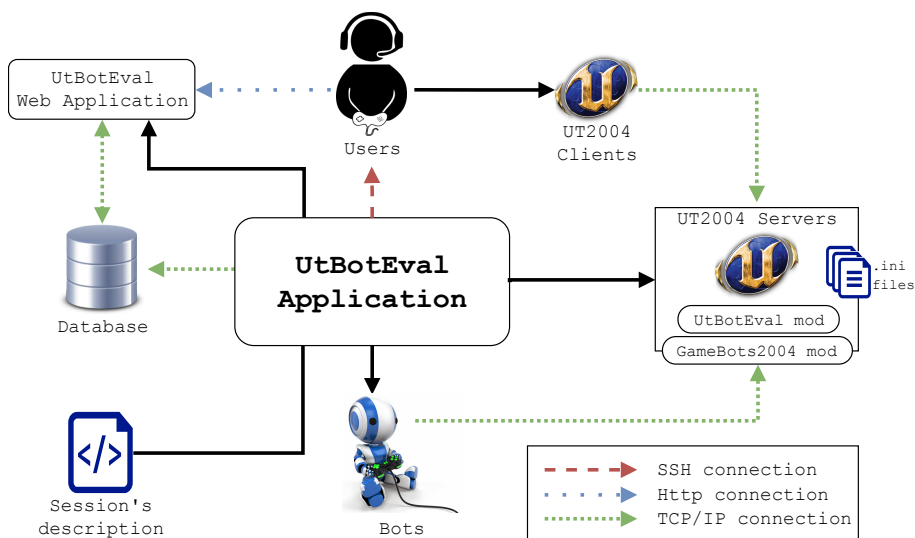 UtBotEval
Web Application
Users
UT2004
Clients
UT2004 Servers
.ini
files
UtBotEval mod
GameBots2004 mod
UtBotEval
Application
Database
</>
Session's
description
Bots
SSH connection
Http connection
TCP/IP connection